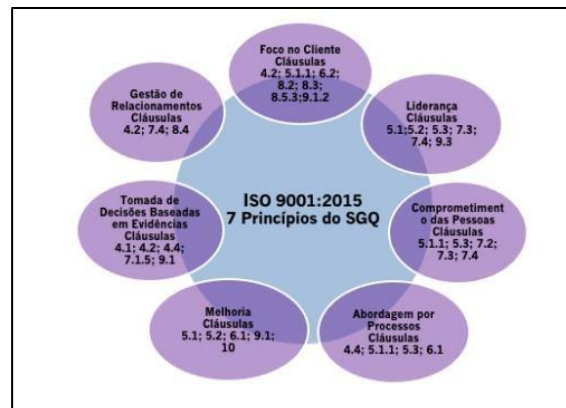 Foco no Cliente
Cláusulas
4.2; 5.1.1; 6.2;
8.2; 8.3;
8.5.3;9.1.2
Liderança
Cláusulas
5.1;5.2; 5.3; 7.3;
7.4; 9.3
Comprometiment
o das Pessoas
Cláusulas
5.1.1; 5.3; 7.2;
7.3; 7.4
Abordagem por
Processos
Cláusulas
4.4; 5.1.1; 5.3; 6.1
Melhoria
Cláusulas
5.1; 5.2; 6.1; 9.1;
10
Tomada de
Decisões Baseadas
em Evidências
Cláusulas
4.1; 4.2; 4.4;
7.1.5; 9.1
Gestão de
Relacionamentos
Cláusulas
4.2; 7.4; 8.4
ISO 9001:2015
7 Princípios do SGQ